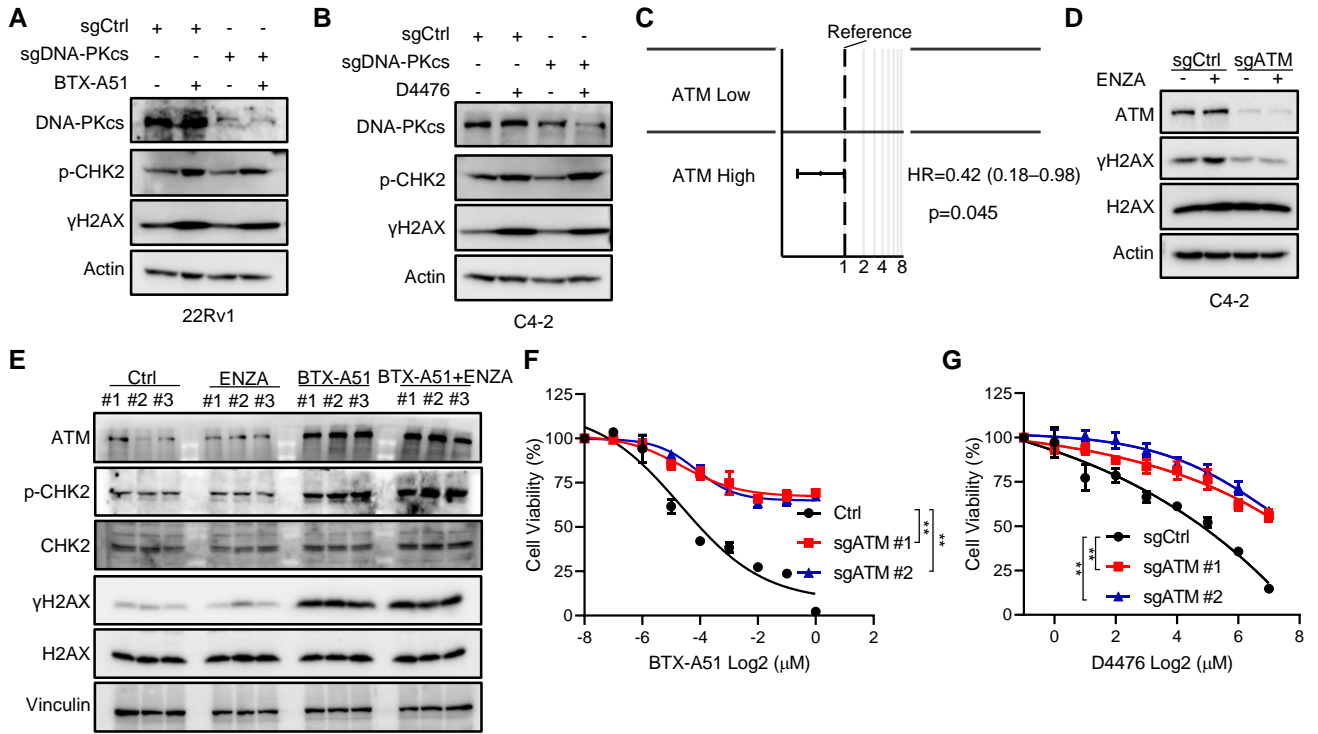 A
sgCtrl + + - -
sgDNA-PKcs - - + +
BTX-A51 - + - +
DNA-PKcs
p-CHK2
γH2AX
Actin
22Rv1
B
sgCtrl + + - -
sgDNA-PKcs - - + +
D4476 - + - +
DNA-PKcs
p-CHK2
γH2AX
Actin
C4-2
C
Reference
ATM Low
ATM High
HR=0.42 (0.18–0.98)
p=0.045
1 2 4 8
D
sgCtrl sgATM
ENZA - + - +
ATM
γH2AX
H2AX
Actin
C4-2
E
Ctrl ENZA BTX-A51 BTX-A51+ENZA
#1 #2 #3 #1 #2 #3 #1 #2 #3 #1 #2 #3
ATM
p-CHK2
CHK2
γH2AX
H2AX
Vinculin
F
Cell Viability (%)
125
100
75
50
25
0
-8 -6 -4 -2 0 2
BTX-A51 Log2 (μM)
Ctrl
sgATM #1
sgATM #2
**
**
G
Cell Viability (%)
125
100
75
50
25
0
0 2 4 6 8
D4476 Log2 (μM)
sgCtrl
sgATM #1
sgATM #2
**
**